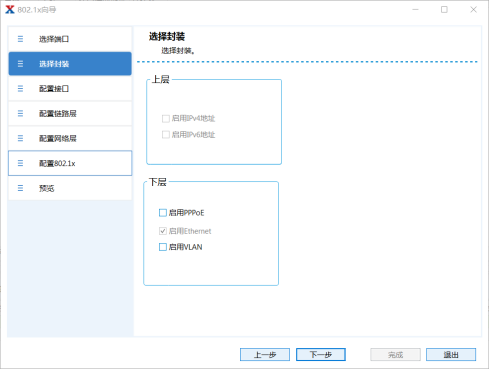 802.1x向导
选择端口
选择封装
配置接口
配置链路层
配置网络层
配置802.1x
预览
选择封装
选择封装。
上层
启用IPv4地址
启用IPv6地址
下层
启用PPPoE
启用Ethernet
启用VLAN
上一步
下一步
完成
退出